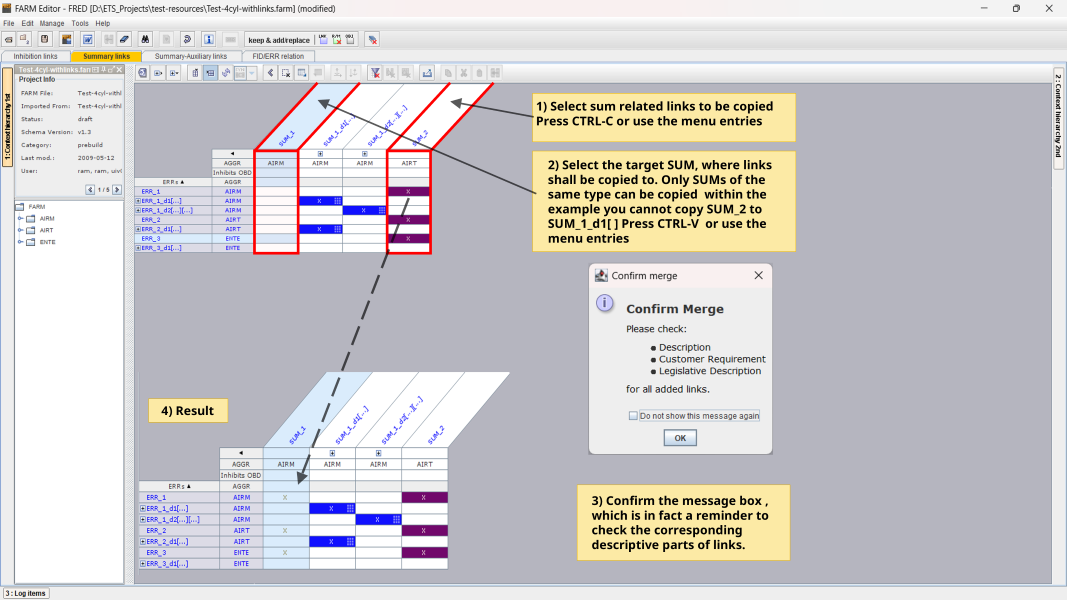 FARM Editor - FRED [D:\ETS_Projects\test-resources\Test-4cyl-withlinks.farm] (modified)
File Edit Manage Tools Help
keep & add/replace
Inhibition links Summary links Summary-Auxiliary links FID/ERR relation
Test-4cyl-withlinks.far
Project Info
FARM File: Test-4cyl-withl
Imported From: Test-4cyl-withl
Status: draft
Schema Version: v1.3
Category: prebuild
Last mod.: 2009-05-12
User: ram, ram, uivl
1 / 5
FARM
AIRM
AIRT
ENTE
1 : Context hierarchy 1st
2 : Context hierarchy 2nd
SUM_1 SUM_1_d1[--] SUM_1_d2[--][--] SUM_2
AGGR AIRM AIRM AIRM AIRT
Inhibits OBD
ERRs AGGR
ERR_1 AIRM X
ERR_1_d1[...] AIRM X
ERR_1_d2[...][...] AIRM X
ERR_2 AIRT X
ERR_2_d1[...] AIRT X
ERR_3 ENTE X
ERR_3_d1[...] ENTE
1) Select sum related links to be copied
Press CTRL-C or use the menu entries
2) Select the target SUM, where links
shall be copied to. Only SUMs of the
same type can be copied within the
example you cannot copy SUM_2 to
SUM_1_d1[ ] Press CTRL-V or use the
menu entries
Confirm merge
Confirm Merge
Please check:
Description
Customer Requirement
Legislative Description
for all added links.
Do not show this message again
OK
4) Result
SUM_1 SUM_1_d1[--] SUM_1_d2[--][--] SUM_2
AGGR AIRM AIRM AIRM AIRT
Inhibits OBD
ERRs AGGR
ERR_1 AIRM X X
ERR_1_d1[...] AIRM X
ERR_1_d2[...][...] AIRM X
ERR_2 AIRT X X
ERR_2_d1[...] AIRT X
ERR_3 ENTE X X
ERR_3_d1[...] ENTE
3) Confirm the message box ,
which is in fact a reminder to
check the corresponding
descriptive parts of links.
3 : Log items